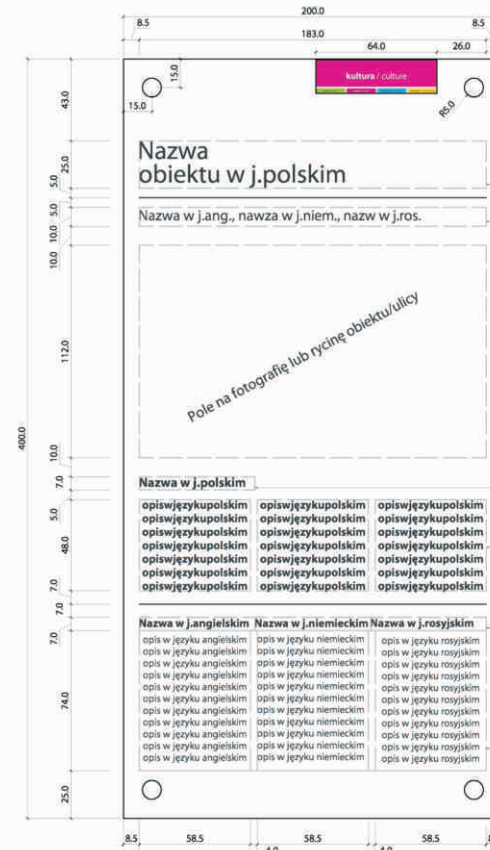 200.0
8.5 8.5
183.0
64.0 26.0
kultura / culture
15.0
15.0
R5.0
43.0
25.0
5.0
5.0
10.0
10.0
112.0
400.0
10.0
7.0
5.0
48.0
7.0
7.0
7.0
74.0
25.0
Nazwa
obiektu w j.polskim
Nazwa w j.ang., nawza w j.niem., nazw w j.ros.
Pole na fotografię lub rycinę obiektu/ulicy
Nazwa w j.polskim
opiswjęzykupolskim opiswjęzykupolskim opiswjęzykupolskim
opiswjęzykupolskim opiswjęzykupolskim opiswjęzykupolskim
opiswjęzykupolskim opiswjęzykupolskim opiswjęzykupolskim
opiswjęzykupolskim opiswjęzykupolskim opiswjęzykupolskim
opiswjęzykupolskim opiswjęzykupolskim opiswjęzykupolskim
opiswjęzykupolskim opiswjęzykupolskim opiswjęzykupolskim
opiswjęzykupolskim opiswjęzykupolskim opiswjęzykupolskim
Nazwa w j.angielskim Nazwa w j.niemieckim Nazwa w j.rosyjskim
opis w języku angielskim opis w języku niemieckim opis w języku rosyjskim
opis w języku angielskim opis w języku niemieckim opis w języku rosyjskim
opis w języku angielskim opis w języku niemieckim opis w języku rosyjskim
opis w języku angielskim opis w języku niemieckim opis w języku rosyjskim
opis w języku angielskim opis w języku niemieckim opis w języku rosyjskim
opis w języku angielskim opis w języku niemieckim opis w języku rosyjskim
opis w języku angielskim opis w języku niemieckim opis w języku rosyjskim
opis w języku angielskim opis w języku niemieckim opis w języku rosyjskim
opis w języku angielskim opis w języku niemieckim opis w języku rosyjskim
opis w języku angielskim opis w języku niemieckim opis w języku rosyjskim
opis w języku angielskim opis w języku niemieckim opis w języku rosyjskim
8.5 58.5 58.5 58.5